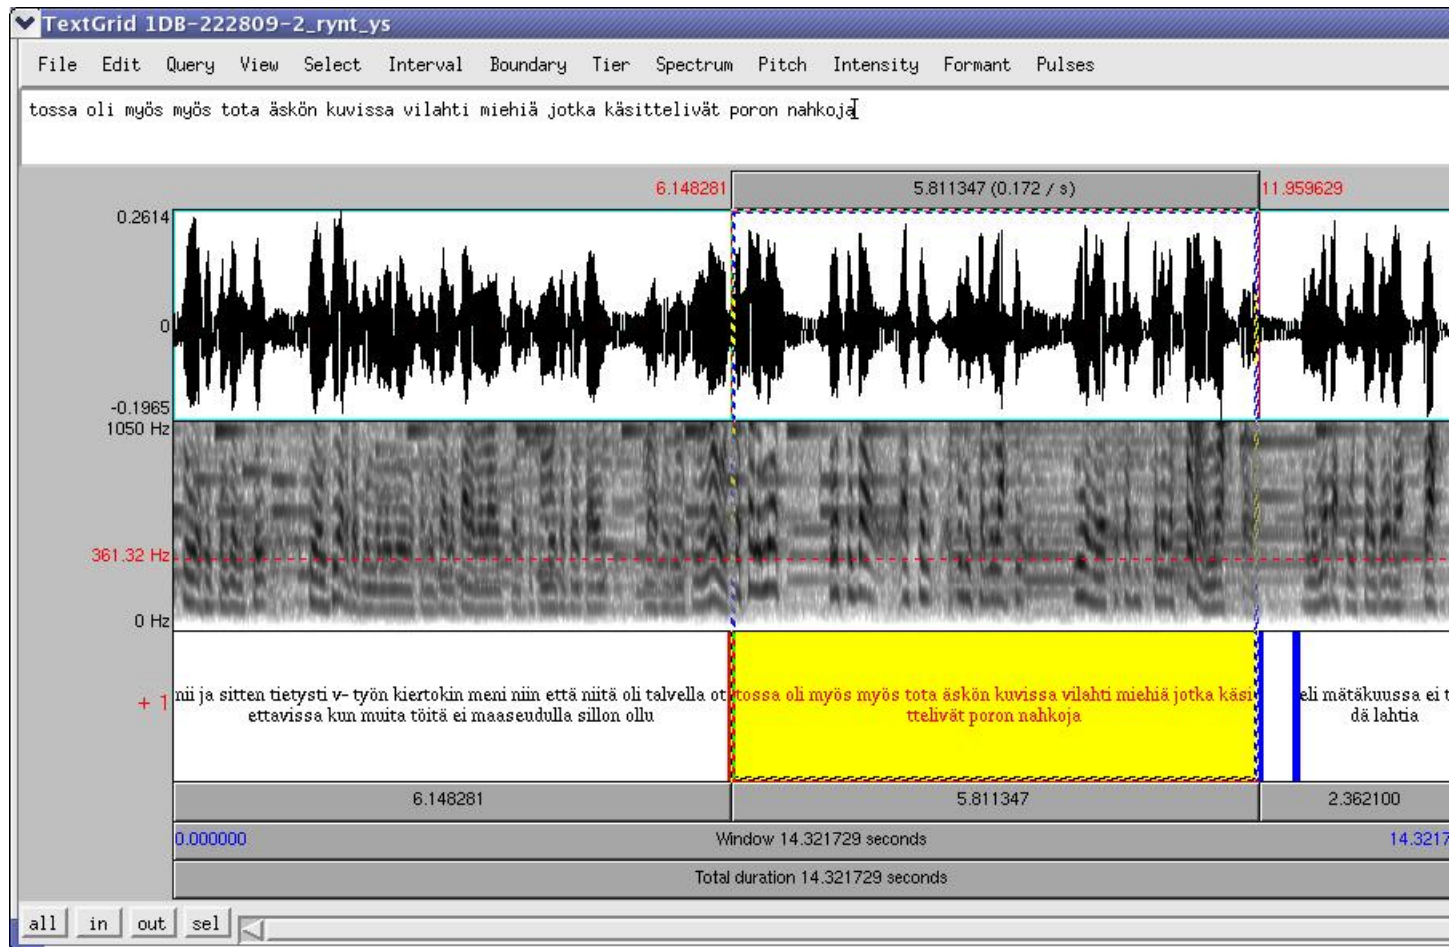 TextGrid 1DB-222809-2_rynt_ys
File Edit Query View Select Interval Boundary Tier Spectrum Pitch Intensity Formant Pulses
tossa oli myös myös tota äskön kuvissa vilahti miehiä jotka käsittelivät poron nahkoja
6.148281 5.811347 (0.172 / s) 11.959629
0.2614
0
-0.1965
1050 Hz
361.32 Hz
0 Hz
+ 1
nii ja sitten tietysti v- työn kiertokin meni niin että niitä oli talvella ot
ettavissa kun muita töitä ei maaseudulla sillon ollu
tossa oli myös myös tota äskön kuvissa vilahti miehiä jotka käsi
ttelivät poron nahkoja
eli mätäkuussa ei t
dä lahtia
6.148281 5.811347 2.362100
0.000000 Window 14.321729 seconds 14.3217
Total duration 14.321729 seconds
all in out sel